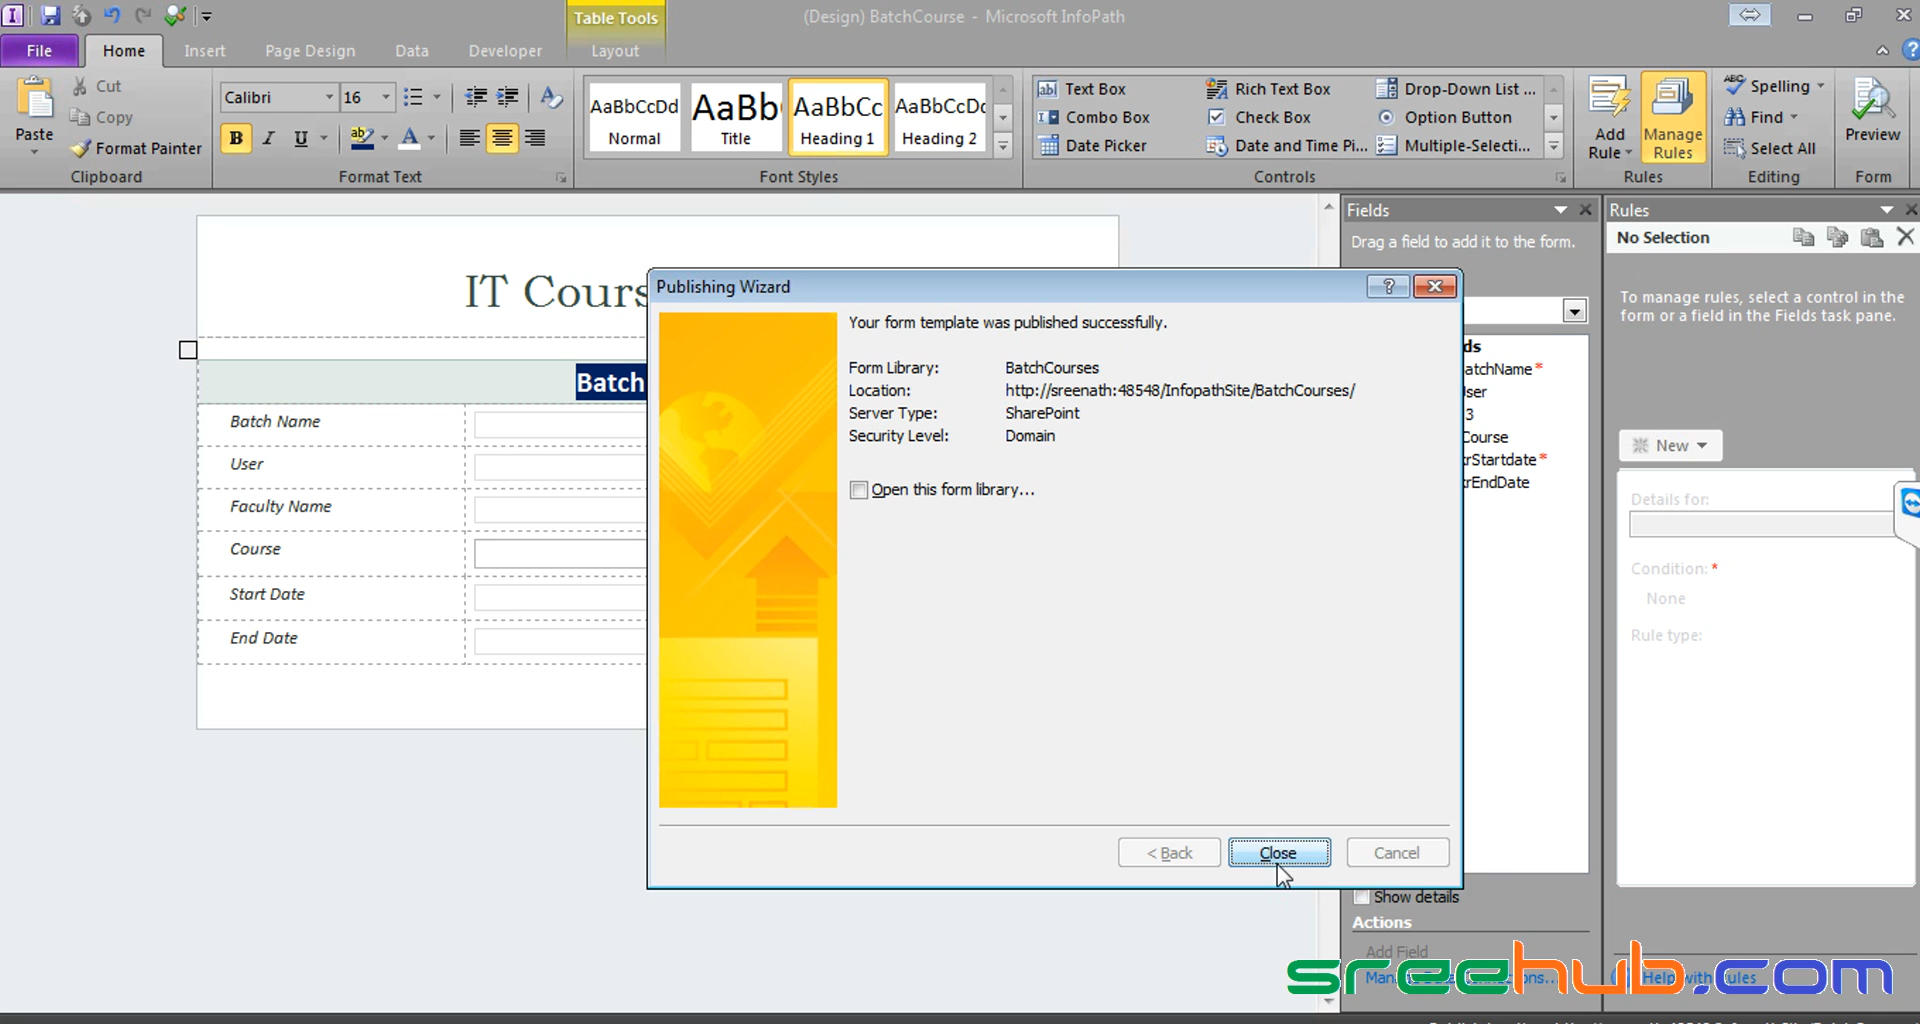 (Design) BatchCourse - Microsoft InfoPath
Table Tools
File Home Insert Page Design Data Developer Layout
Paste
Cut
Copy
Format Painter
Clipboard
Calibri 16
B I U ab A
Format Text
AaBbCcDd
Normal
AaBb
Title
AaBbCc
Heading 1
AaBbCcDc
Heading 2
Font Styles
Text Box
Combo Box
Date Picker
Rich Text Box
Check Box
Date and Time Pi...
Drop-Down List ...
Option Button
Multiple-Selecti...
Controls
Add Rule
Manage Rules
Rules
Spelling
Find
Select All
Editing
Preview
Form
IT Cours
Batch
Batch Name
User
Faculty Name
Course
Start Date
End Date
Publishing Wizard
Your form template was published successfully.
Form Library: BatchCourses
Location: http://sreenath:48548/InfopathSite/BatchCourses/
Server Type: SharePoint
Security Level: Domain
Open this form library...
< Back Close Cancel
Fields
Drag a field to add it to the form.
ds
atchName*
ser
3
Course
trStartdate*
trEndDate
Show details
Actions
Add Field
Rules
No Selection
To manage rules, select a control in the
form or a field in the Fields task pane.
New
Details for:
Condition: *
None
Rule type:
Help with Rules
sreehub.com